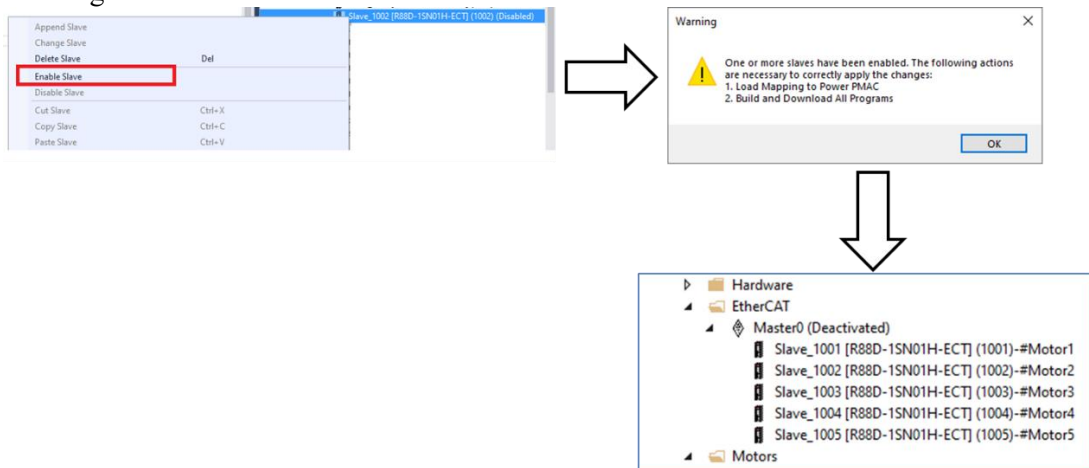 Slave_1002 [R88D-1SN01H-ECT] (1002) (Disabled)
Append Slave
Change Slave
Delete Slave Del
Enable Slave
Disable Slave
Cut Slave Ctrl+X
Copy Slave Ctrl+C
Paste Slave Ctrl+V
Warning
One or more slaves have been enabled. The following actions
are necessary to correctly apply the changes:
1. Load Mapping to Power PMAC
2. Build and Download All Programs
OK
Hardware
EtherCAT
Master0 (Deactivated)
Slave_1001 [R88D-1SN01H-ECT] (1001)-#Motor1
Slave_1002 [R88D-1SN01H-ECT] (1002)-#Motor2
Slave_1003 [R88D-1SN01H-ECT] (1003)-#Motor3
Slave_1004 [R88D-1SN01H-ECT] (1004)-#Motor4
Slave_1005 [R88D-1SN01H-ECT] (1005)-#Motor5
Motors